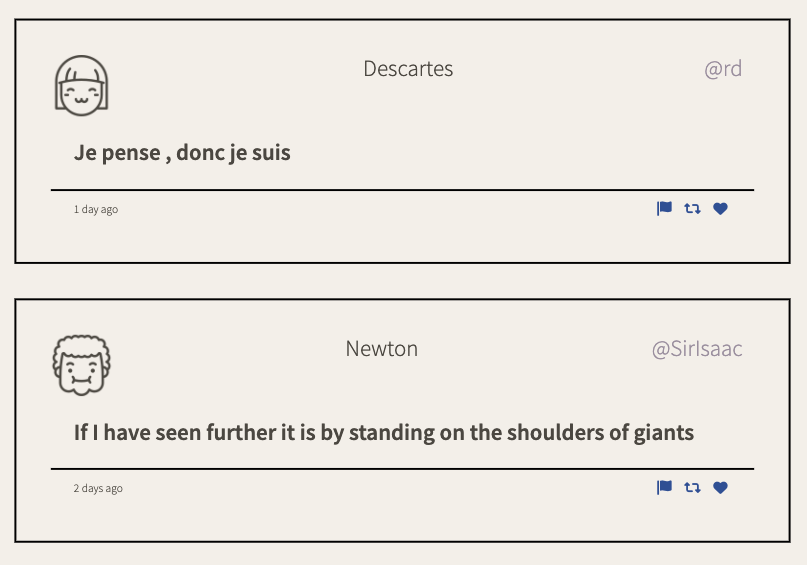 Descartes @rd
Je pense , donc je suis
1 day ago
Newton @SirIsaac
If I have seen further it is by standing on the shoulders of giants
2 days ago